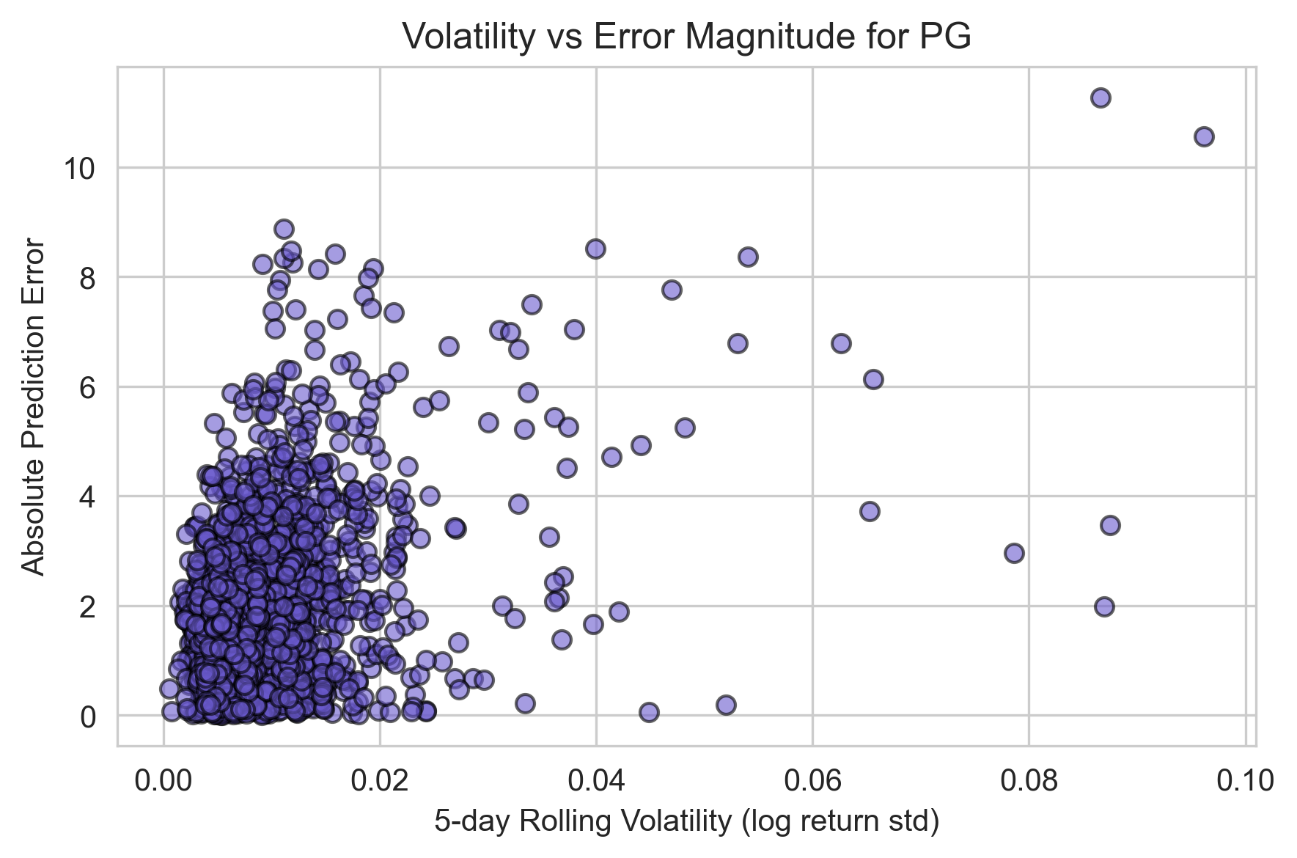 Volatility vs Error Magnitude for PG
Absolute Prediction Error
10
8
6
4
2
0
0.00 0.02 0.04 0.06 0.08 0.10
5-day Rolling Volatility (log return std)